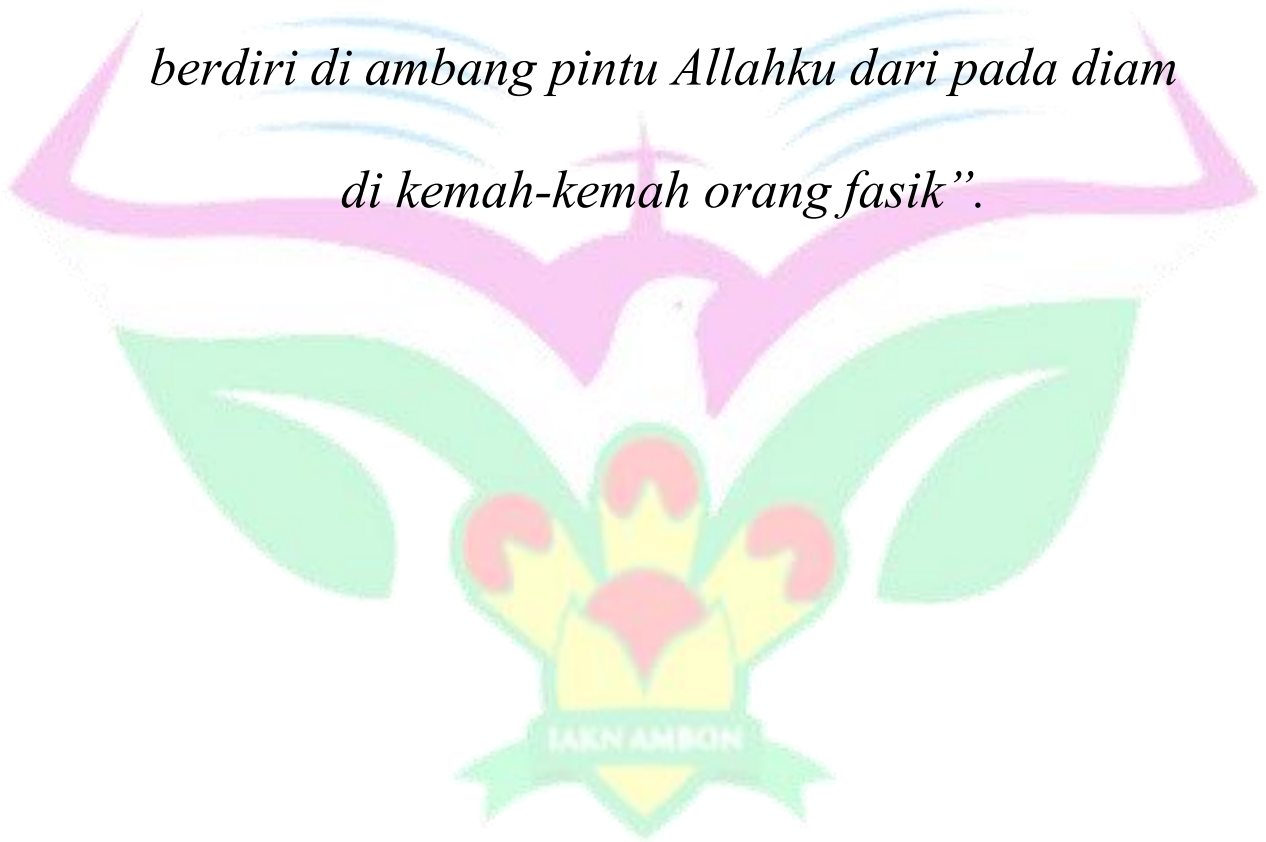 berdiri di ambang pintu Allahku dari pada diam
di kemah-kemah orang fasik”.
IAKN AMBON